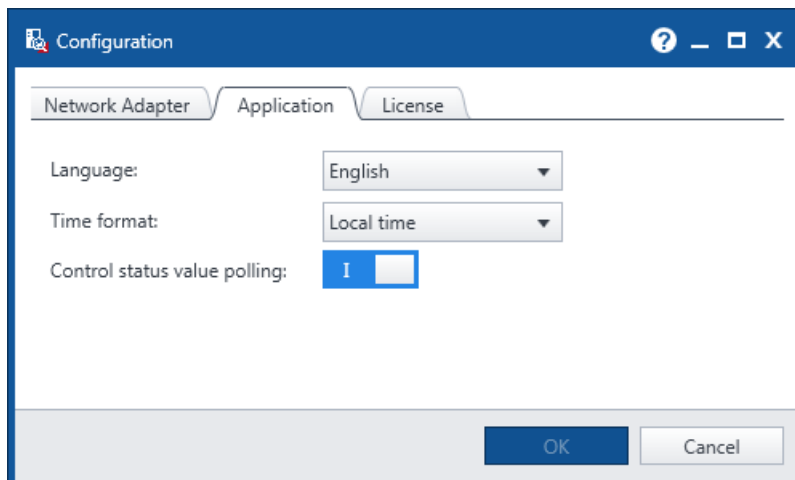 Configuration
Network Adapter Application License
Language: English
Time format: Local time
Control status value polling: I
OK Cancel